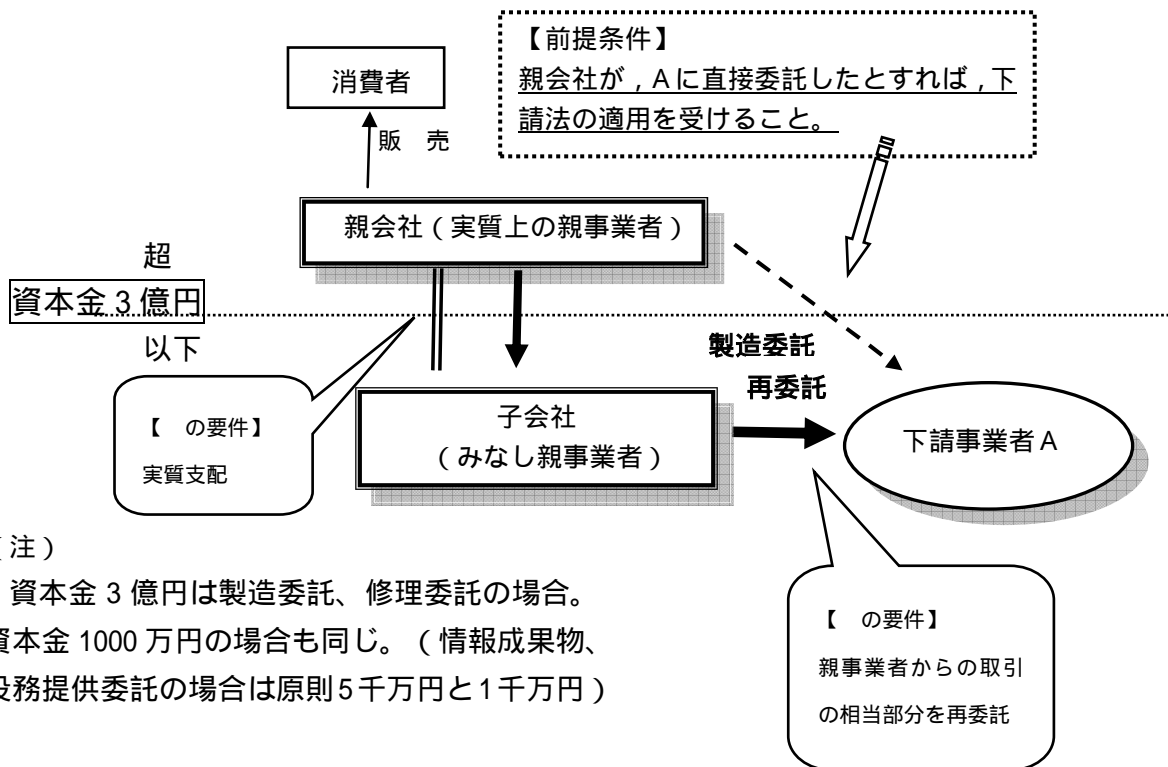 【前提条件】
親会社が，Aに直接委託したとすれば，下
請法の適用を受けること。
消費者
販　売
親会社（実質上の親事業者）
超
資本金３億円
以下
製造委託
再委託
【　の要件】
実質支配
子会社
（みなし親事業者）
下請事業者Ａ
注）
資本金３億円は製造委託、修理委託の場合。
資本金 1000 万円の場合も同じ。（情報成果物、
役務提供委託の場合は原則５千万円と１千万円）
【　の要件】
親事業者からの取引
の相当部分を再委託